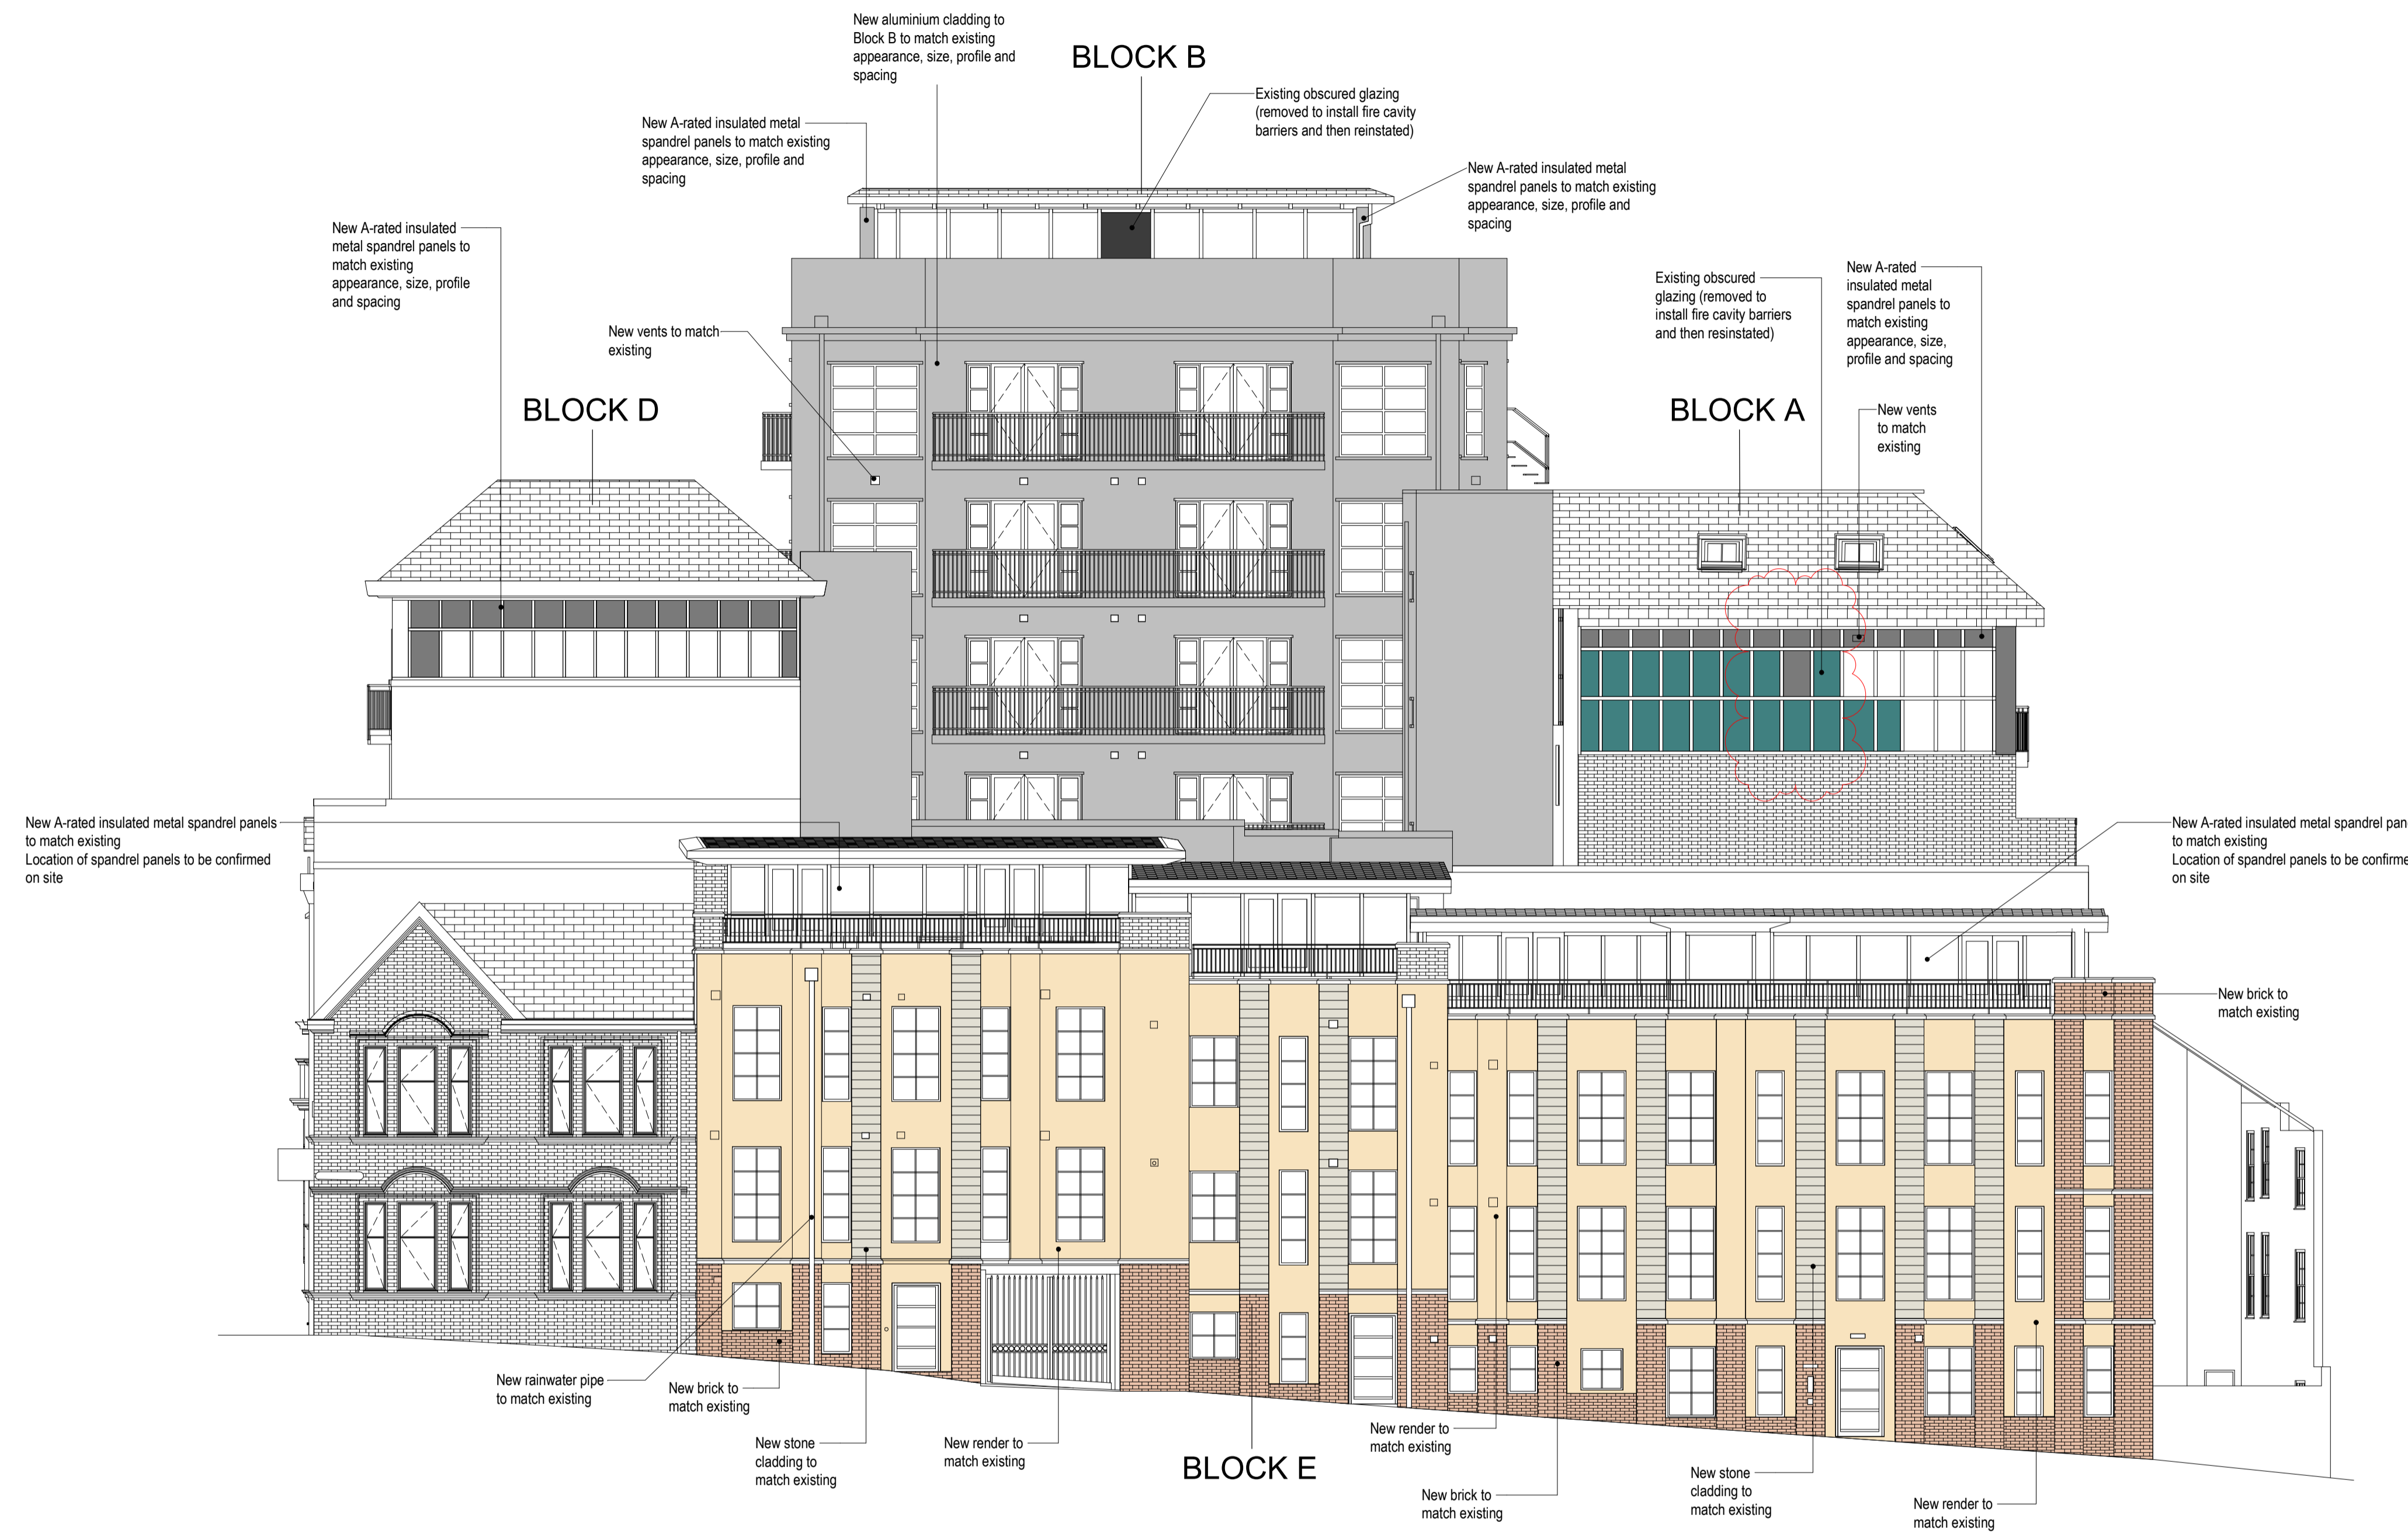 New aluminium cladding to
Block B to match existing
appearance, size, profile and
spacing
BLOCK B
Existing obscured glazing
(removed to install fire cavity
barriers and then reinstated)
New A-rated insulated metal
spandrel panels to match existing
appearance, size, profile and
spacing
New A-rated insulated metal
spandrel panels to match existing
appearance, size, profile and
spacing
New A-rated insulated
metal spandrel panels to
match existing
appearance, size, profile
and spacing
New vents to match
existing
Existing obscured
glazing (removed to
install fire cavity barriers
and then resinstated)
New A-rated
insulated metal
spandrel panels to
match existing
appearance, size,
profile and spacing
BLOCK D
BLOCK A
New vents
to match
existing
New A-rated insulated metal spandrel panels
to match existing
Location of spandrel panels to be confirmed
on site
New A-rated insulated metal spandrel pan
to match existing
Location of spandrel panels to be confirme
on site
New brick to
match existing
New rainwater pipe
to match existing
New brick to
match existing
New stone
cladding to
match existing
New render to
match existing
BLOCK E
New render to
match existing
New brick to
match existing
New stone
cladding to
match existing
New render to
match existing